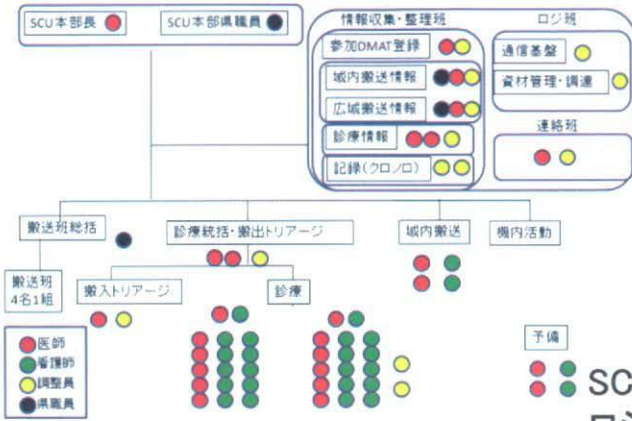 SCU本部長
SCU本部県職員
情報収集・整理班
参加DMAT登録
域内搬送情報
広域搬送情報
診療情報
記録(クロノロ)
ロジ班
通信基盤
資材管理・調達
連絡班
搬送班総括
診療統括・搬出トリアージ
域内搬送
機内活動
搬送班
4名1組
搬入トリアージ
診療
医師
看護師
調整員
県職員
予備
SC